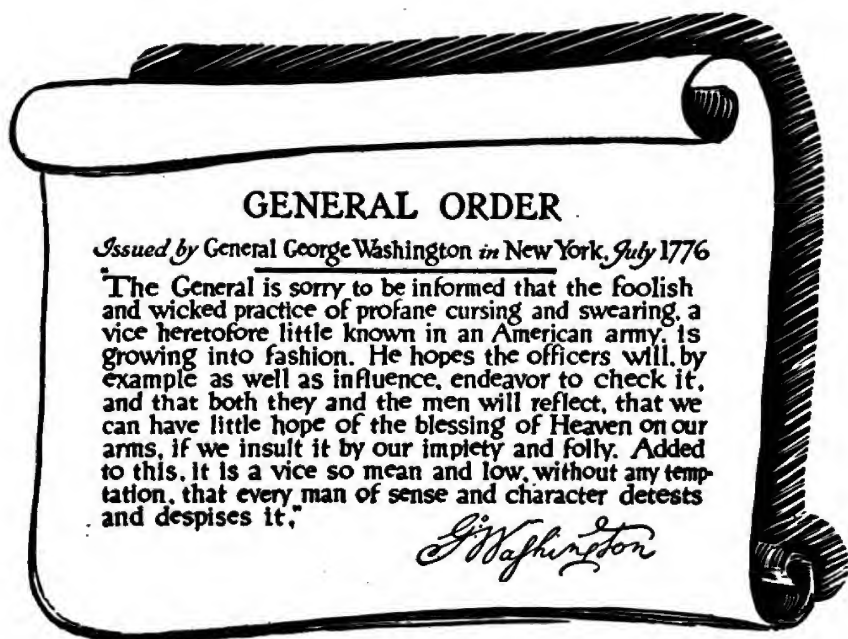 GENERAL ORDER
Issued by General George Washington in New York, July 1776
"The General is sorry to be informed that the foolish
and wicked practice of profane cursing and swearing, a
vice heretofore little known in an American army, is
growing into fashion. He hopes the officers will, by
example as well as influence, endeavor to check it,
and that both they and the men will reflect, that we
can have little hope of the blessing of Heaven on our
arms, if we insult it by our impiety and folly. Added
to this, it is a vice so mean and low, without any temp-
tation, that every man of sense and character detests
and despises it."
G. Washington